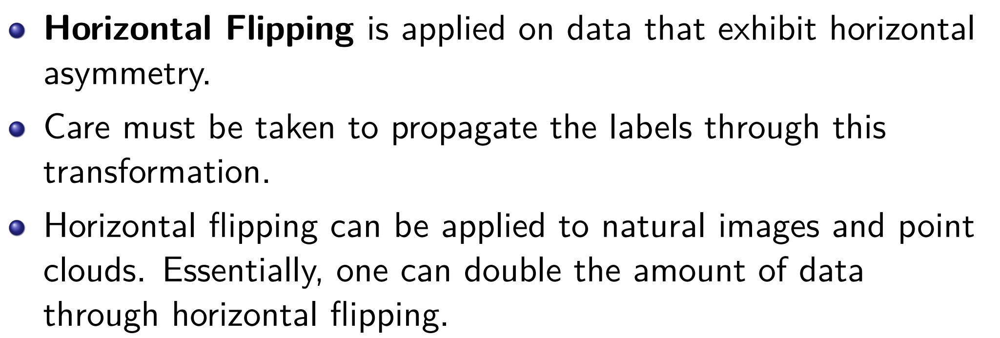 Horizontal Flipping is applied on data that exhibit horizontal
asymmetry.
Care must be taken to propagate the labels through this
transformation.
Horizontal flipping can be applied to natural images and point
clouds. Essentially, one can double the amount of data
through horizontal flipping.